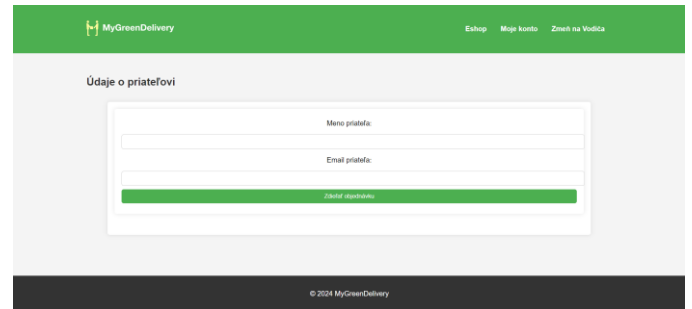 MyGreenDelivery
Eshop Moje konto Zmeň na Vodiča
Údaje o priateľovi
Meno priateľa:
Email priateľa:
Zdieľať objednávku
© 2024 MyGreenDelivery